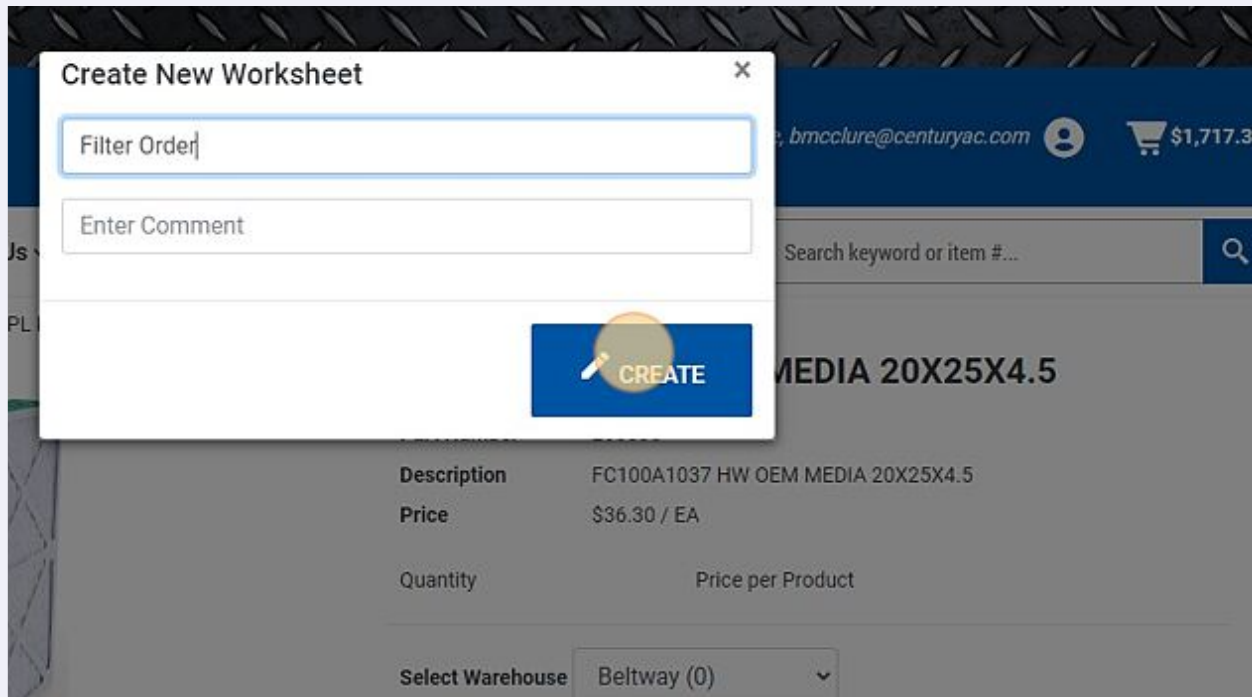 Create New Worksheet ×
Filter Order
Enter Comment
CREATE
, bmcclure@centuryac.com $1,717.3
Us
Search keyword or item #...
PL
MEDIA 20X25X4.5
Description FC100A1037 HW OEM MEDIA 20X25X4.5
Price $36.30 / EA
Quantity Price per Product
Select Warehouse Beltway (0)